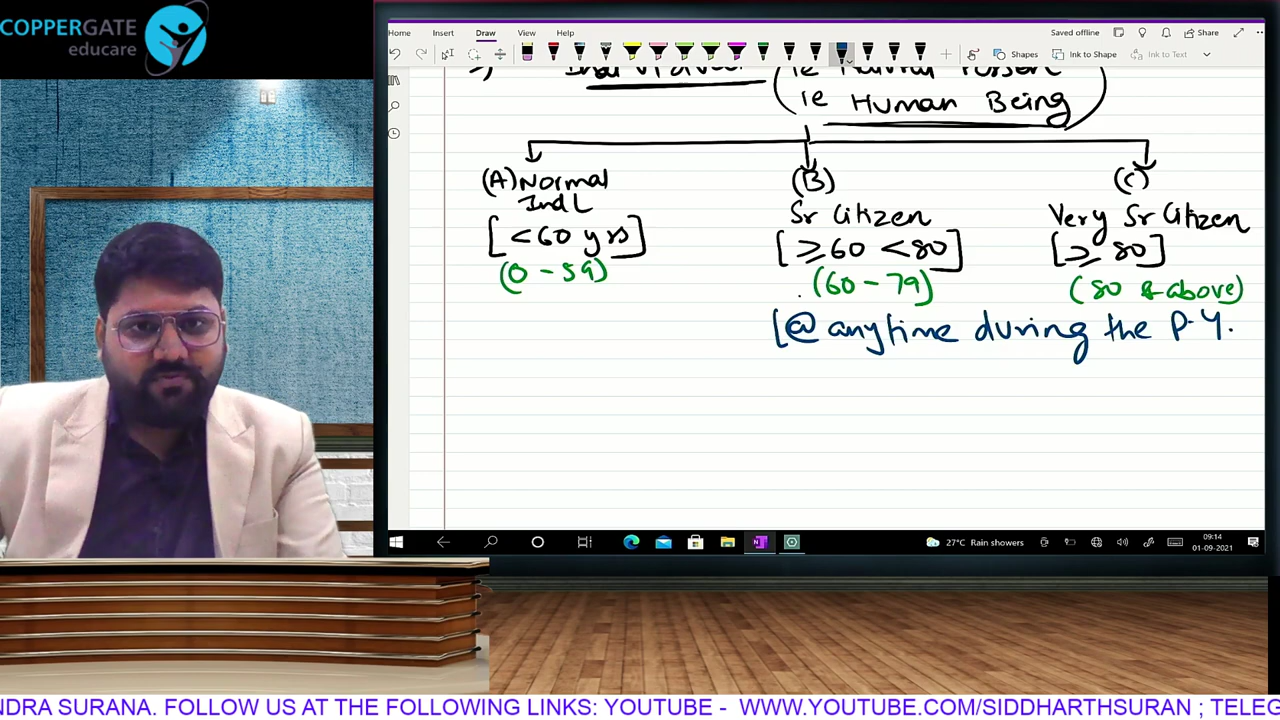 COPPERGATE
educare
Home Insert Draw View Help
Saved offline
Share
Shapes
Ink to Shape
Ink to Text
(ie Human Being)
(A) Normal
Indl
[<60 yrs]
(0 - 59)
(B)
Sr Citizen
[≥60 <80]
(60 - 79)
(C)
Very Sr Citizen
[≥ 80]
(80 & above)
[@ anytime during the P.Y.
27°C Rain showers
09:14
01-09-2021
NDRA SURANA. FOLLOW US AT THE FOLLOWING LINKS: YOUTUBE - WWW.YOUTUBE.COM/SIDDHARTHSURAN ; TELEG